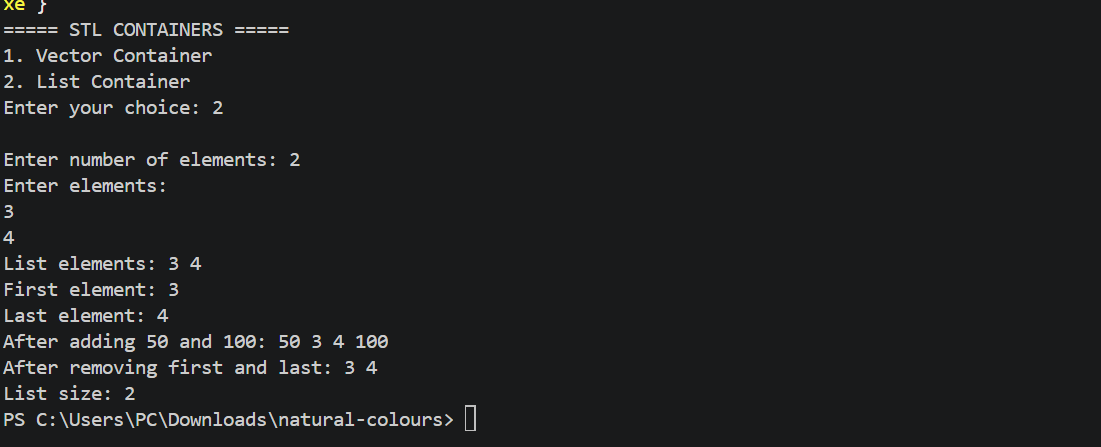 xe }
===== STL CONTAINERS =====
1. Vector Container
2. List Container
Enter your choice: 2
Enter number of elements: 2
Enter elements:
3
4
List elements: 3 4
First element: 3
Last element: 4
After adding 50 and 100: 50 3 4 100
After removing first and last: 3 4
List size: 2
PS C:\Users\PC\Downloads\natural-colours>